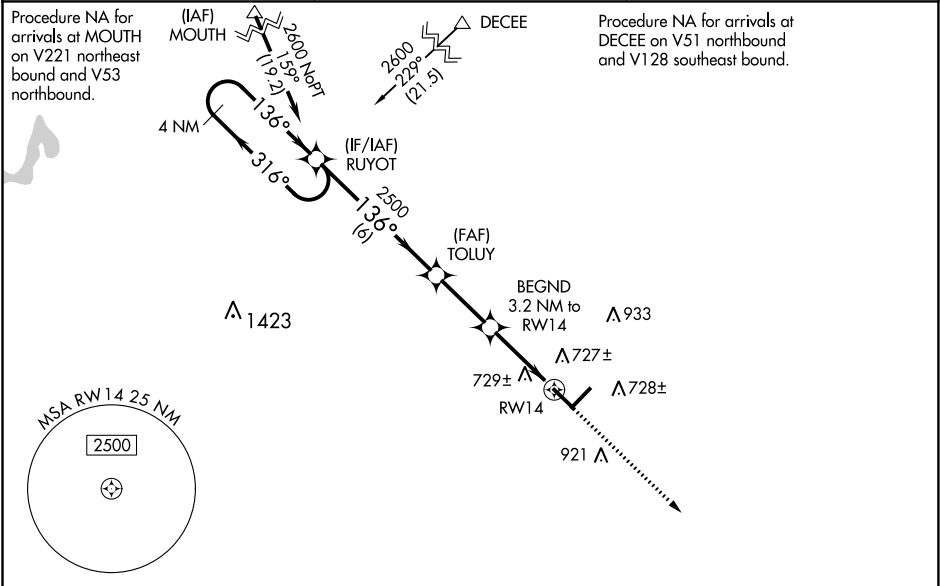 Procedure NA for
arrivals at MOUTH
on V221 northeast
bound and V53
northbound.
(IAF)
MOUTH
2600 NoPT
159°
(19.2)
DECEE
2600
229°
(21.5)
Procedure NA for arrivals at
DECEE on V51 northbound
and V128 southeast bound.
4 NM
136°
316°
(IF/IAF)
RUYOT
2500
136°
(6)
(FAF)
TOLUY
BEGND
3.2 NM to
RW14
1423
933
727±
729±
728±
RW14
921
MSA RW 14 25 NM
2500